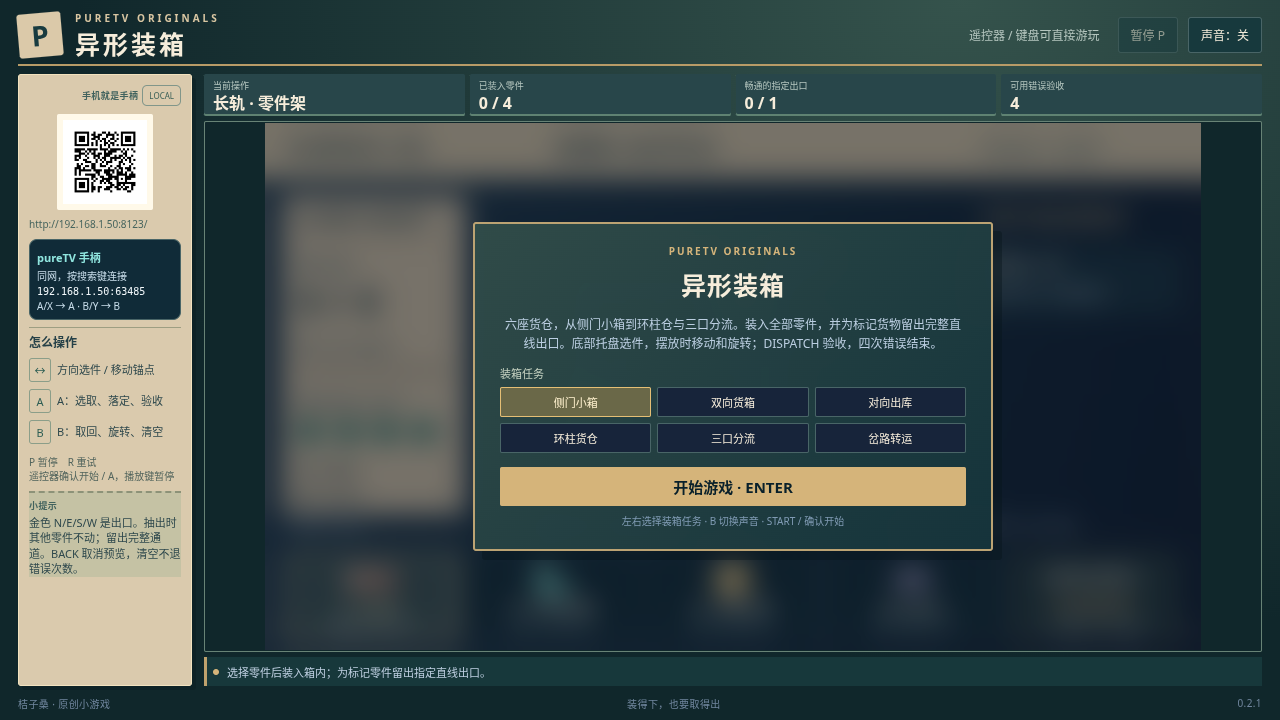 P
PURETV ORIGINALS
异形装箱
遥控器 / 键盘可直接游玩
暂停 P
声音：关
手机就是手柄
LOCAL
http://192.168.1.50:8123/
pureTV 手柄
同网，按搜索键连接
192.168.1.50:63485
A/X → A · B/Y → B
怎么操作
↔ 方向选件 / 移动锚点
A A：选取、落定、验收
B B：取回、旋转、清空
P 暂停 R 重试
遥控器确认开始 / A，播放键暂停
小提示
金色 N/E/S/W 是出口。抽出时
其他零件不动；留出完整通
道。BACK 取消预览，清空不退
错误次数。
当前操作
长轨 · 零件架
已装入零件
0 / 4
畅通的指定出口
0 / 1
可用错误验收
4
PURETV ORIGINALS
异形装箱
六座货仓，从侧门小箱到环柱仓与三口分流。装入全部零件，并为标记货物留出完整直
线出口。底部托盘选件，摆放时移动和旋转；DISPATCH 验收，四次错误结束。
装箱任务
侧门小箱
双向货箱
对向出库
环柱货仓
三口分流
岔路转运
开始游戏 · ENTER
左右选择装箱任务 · B 切换声音 · START / 确认开始
选择零件后装入箱内；为标记零件留出指定直线出口。
桔子桑 · 原创小游戏
装得下，也要取得出
0.2.1